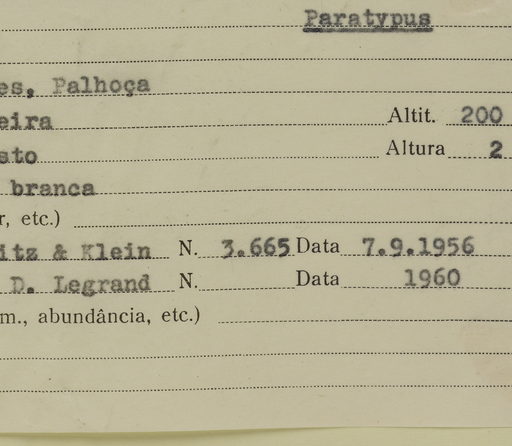 Paratypus
es, Palhoça
eira Altit. 200
ato Altura 2
branca
r, etc.)
itz & Klein N. 3.665 Data 7.9.1956
D. Legrand N. Data 1960
m., abundância, etc.)